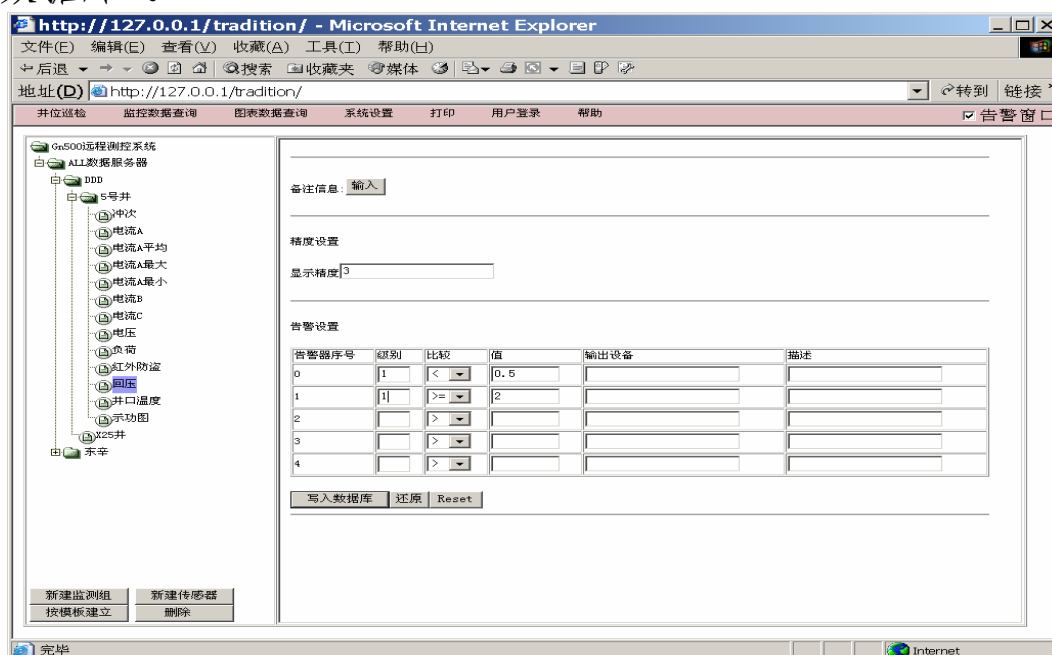 http://127.0.0.1/tradition/ - Microsoft Internet Explorer
文件(F) 编辑(E) 查看(V) 收藏(A) 工具(T) 帮助(H)
后退 搜索 收藏夹 媒体
地址(D) http://127.0.0.1/tradition/ 转到 链接
井位巡检 监控数据查询 图表数据查询 系统设置 打印 用户登录 帮助 告警窗口
Gn500远程测控系统
ALL数据服务器
DDD
5号井
冲次
电流A
电流A平均
电流A最大
电流A最小
电流B
电流C
电压
负荷
红外防盗
回压
井口温度
示功图
X25井
东辛
新建监测组 新建传感器
按模板建立 删除
备注信息: 输入
精度设置
显示精度 3
告警设置
告警器序号 级别 比较 值 输出设备 描述
0 1 < 0.5
1 1 >= 2
2 >
3 >
4 >
写入数据库 还原 Reset
完毕 Internet